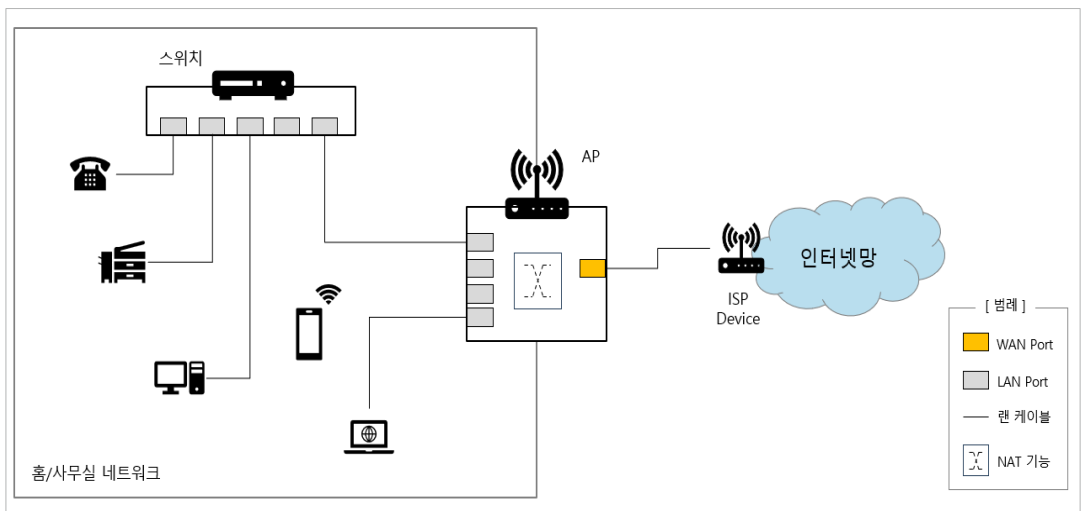 스위치
AP
인터넷망
ISP
Device
홈/사무실 네트워크
[ 범례 ]
WAN Port
LAN Port
랜 케이블
NAT 기능